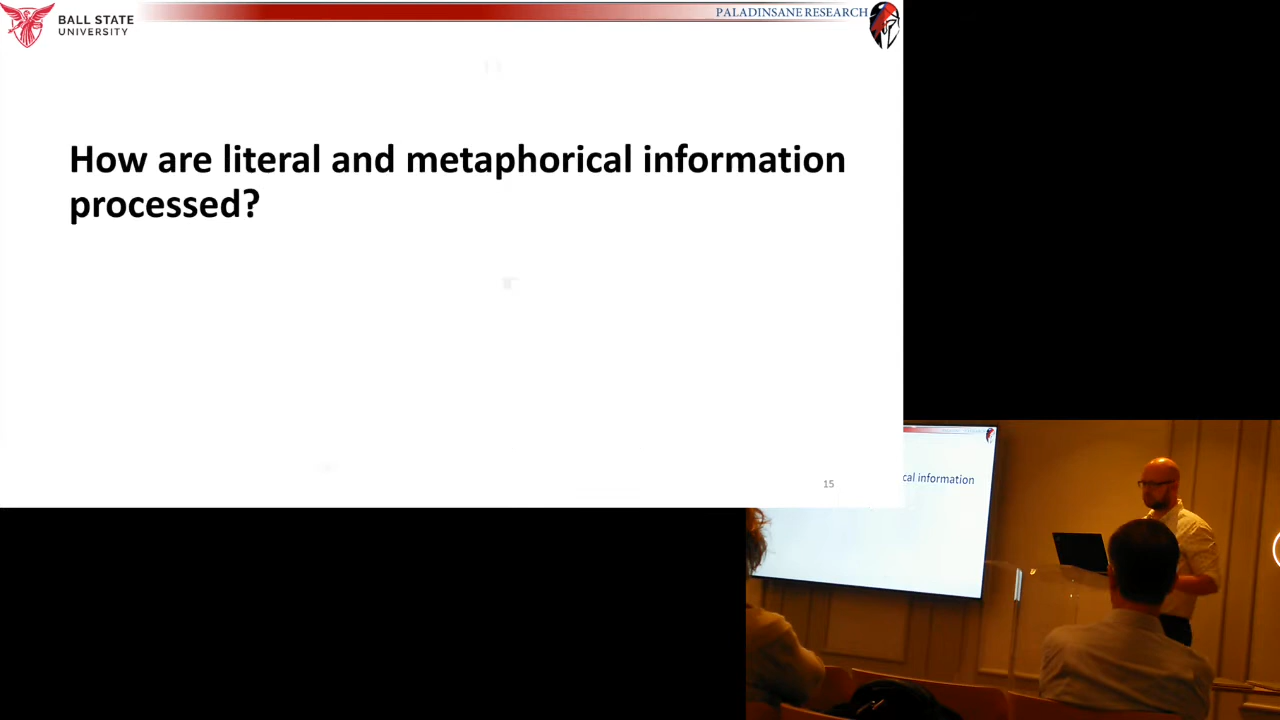 BALL STATE
UNIVERSITY
PALADINSANE RESEARCH
How are literal and metaphorical information
processed?
15
cal information